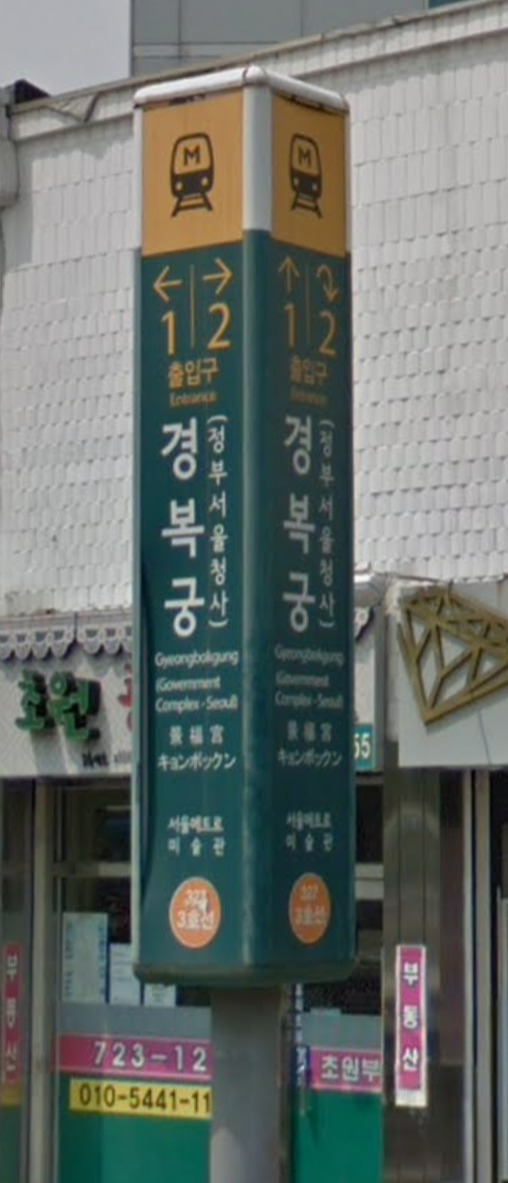 M
← → 
1 2
출입구
Entrance
경복궁
(정부서울청사)
Gyeongbokgung
(Government
Complex - Seoul)
景福宮
キョンボックン
서울메트로
미술관
327
3호선
M
↑
1 2
출입구
Entrance
경복궁
(정부서울청사)
Gyeongbokgung
(Government
Complex - Seoul)
景福宮
キョンボックン
서울메트로
미술관
327
3호선
초원
55
부동산
723-12
010-5441-11
초원부
부동산